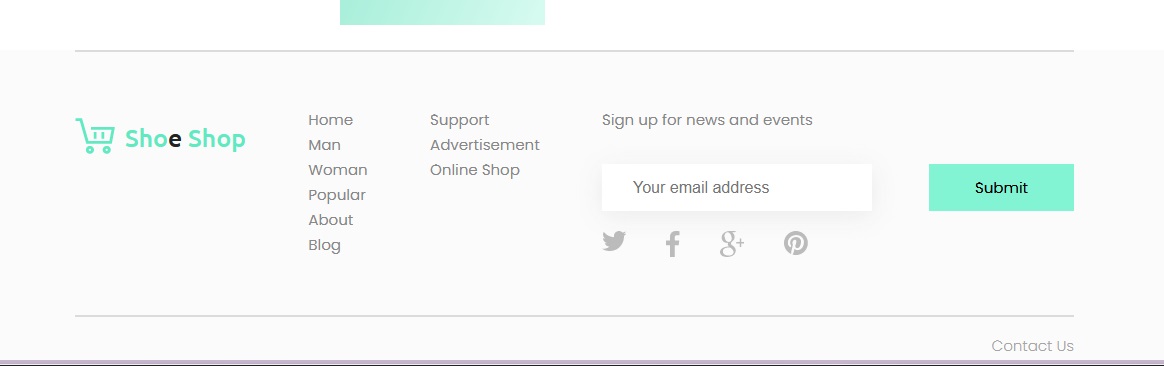 Shoe Shop
Home
Man
Woman
Popular
About
Blog
Support
Advertisement
Online Shop
Sign up for news and events
Your email address
Submit
Contact Us